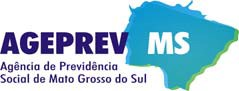 AGEPREV MS
Agência de Previdência
Social de Mato Grosso do Sul